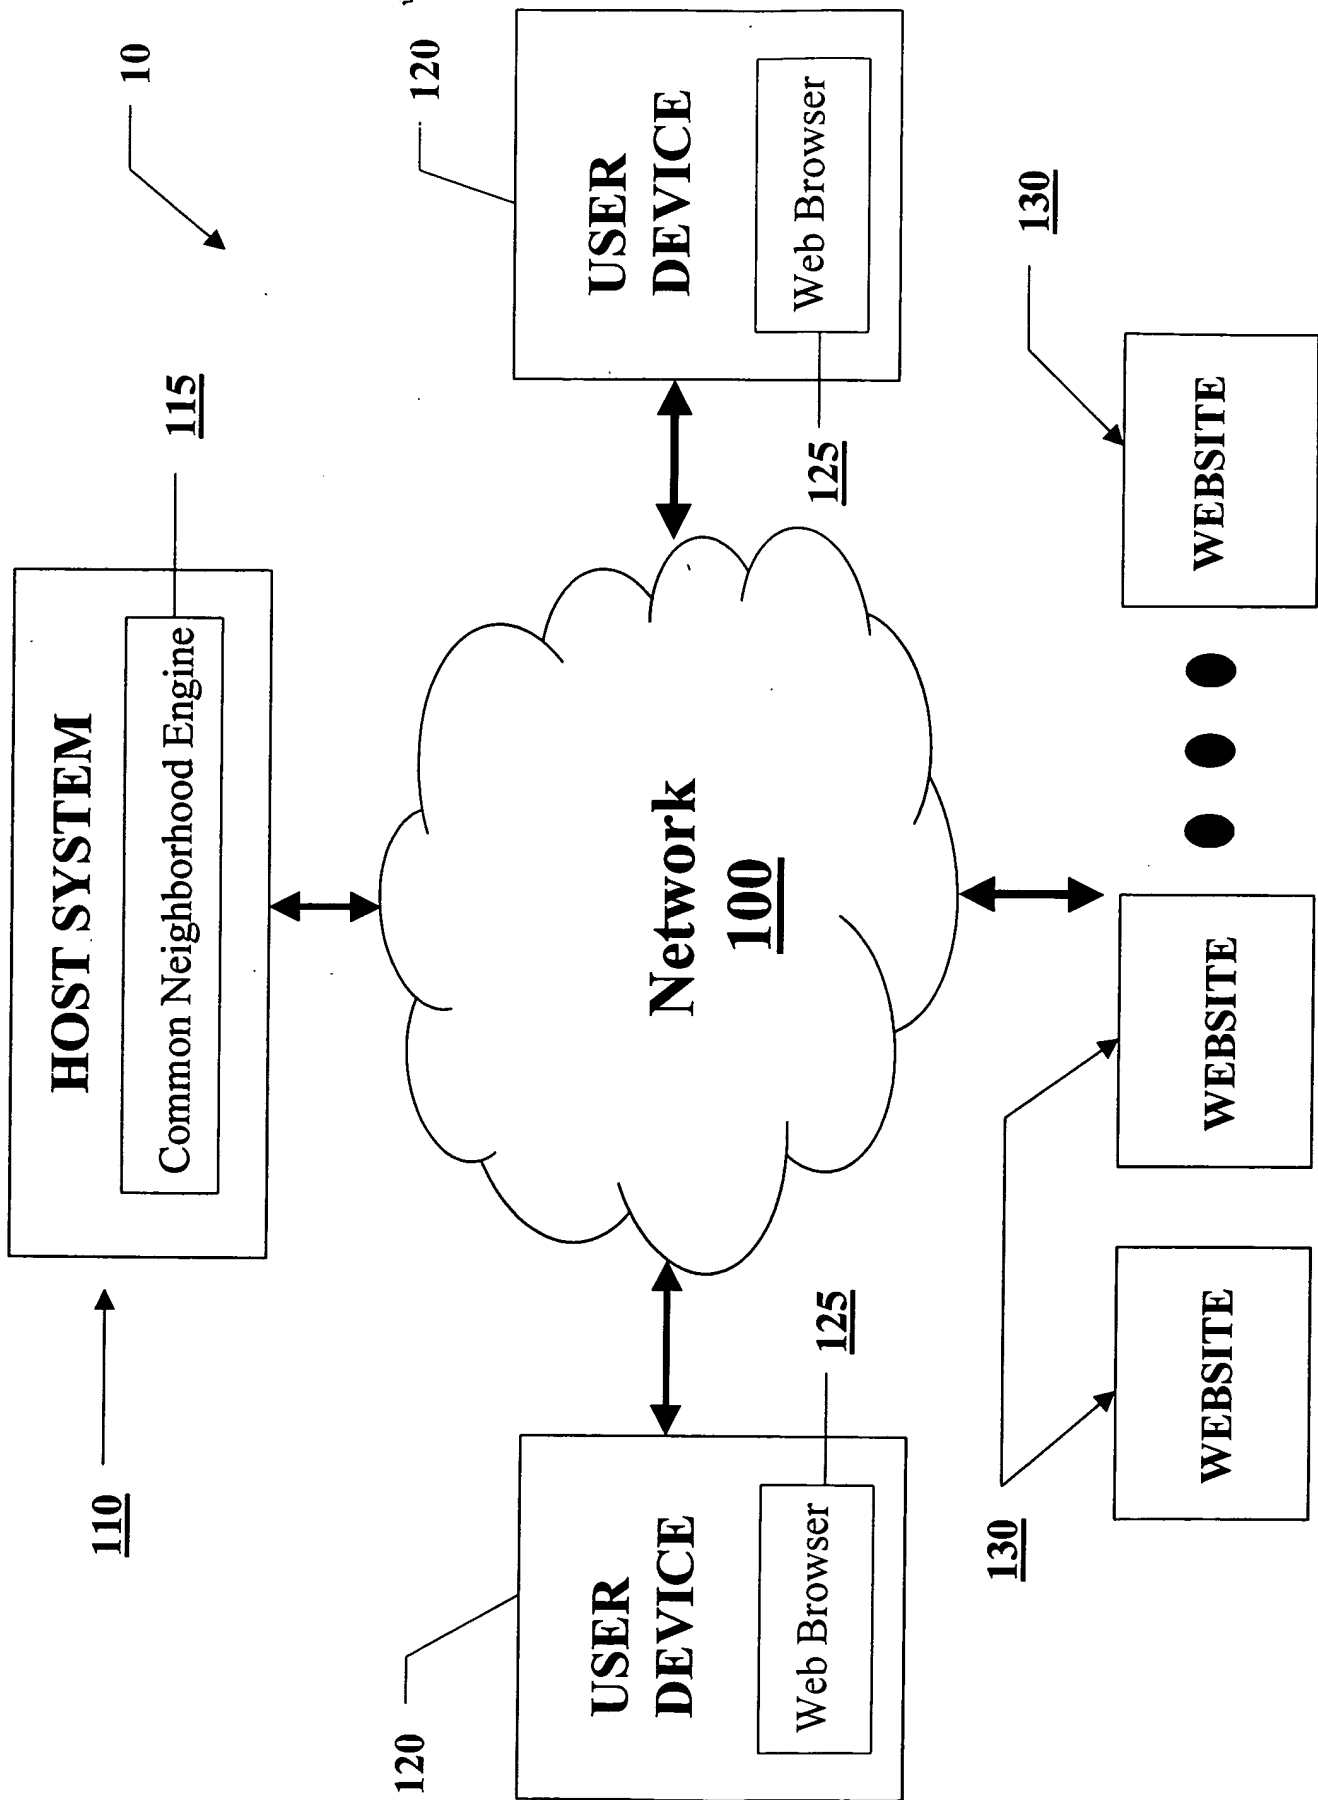 10
110
HOST SYSTEM
Common Neighborhood Engine
115
120
USER
DEVICE
Web Browser
125
Network
100
120
USER
DEVICE
Web Browser
125
130
WEBSITE
WEBSITE
WEBSITE
130